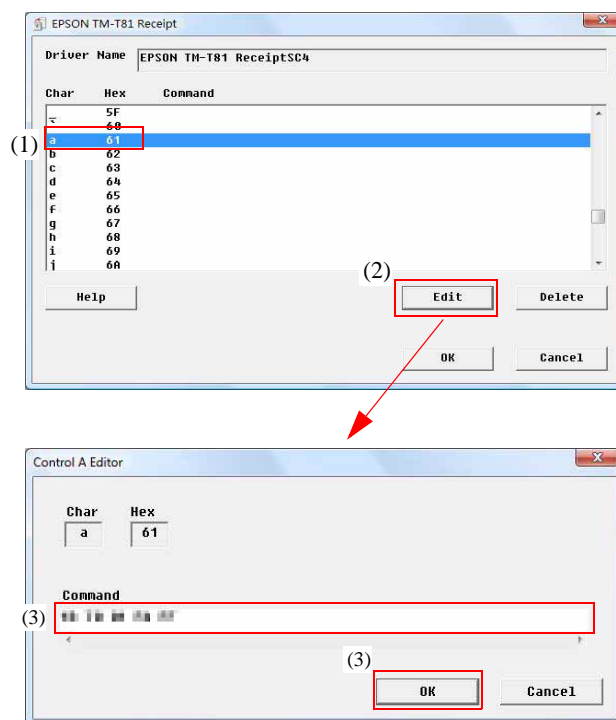 EPSON TM-T81 Receipt
Driver Name EPSON TM-T81 ReceiptSC4
Char Hex Command
_ 5F
` 60
(1) a 61
b 62
c 63
d 64
e 65
f 66
g 67
h 68
i 69
j 6A
(2)
Help Edit Delete
OK Cancel
Control A Editor
Char Hex
a 61
Command
(3)
(3)
OK Cancel